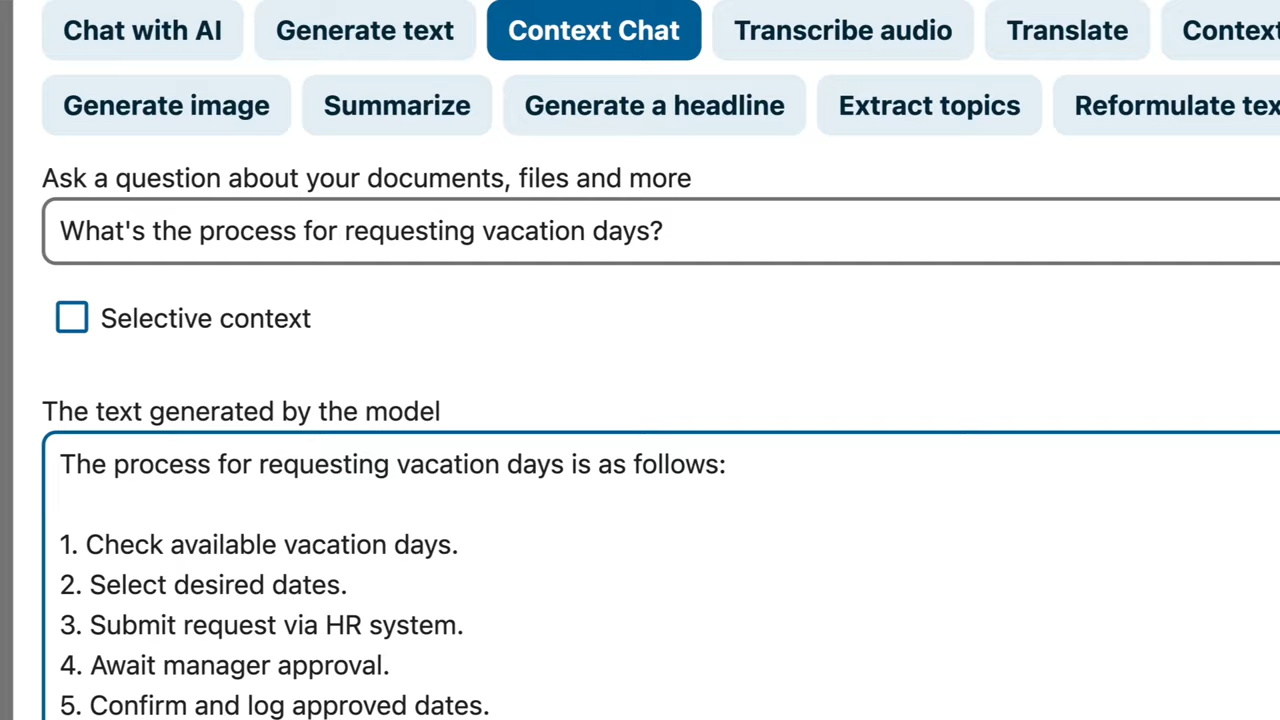 Chat with AI Generate text Context Chat Transcribe audio Translate Context
Generate image Summarize Generate a headline Extract topics Reformulate tex
Ask a question about your documents, files and more
What's the process for requesting vacation days?
Selective context
The text generated by the model
The process for requesting vacation days is as follows:
1. Check available vacation days.
2. Select desired dates.
3. Submit request via HR system.
4. Await manager approval.
5. Confirm and log approved dates.